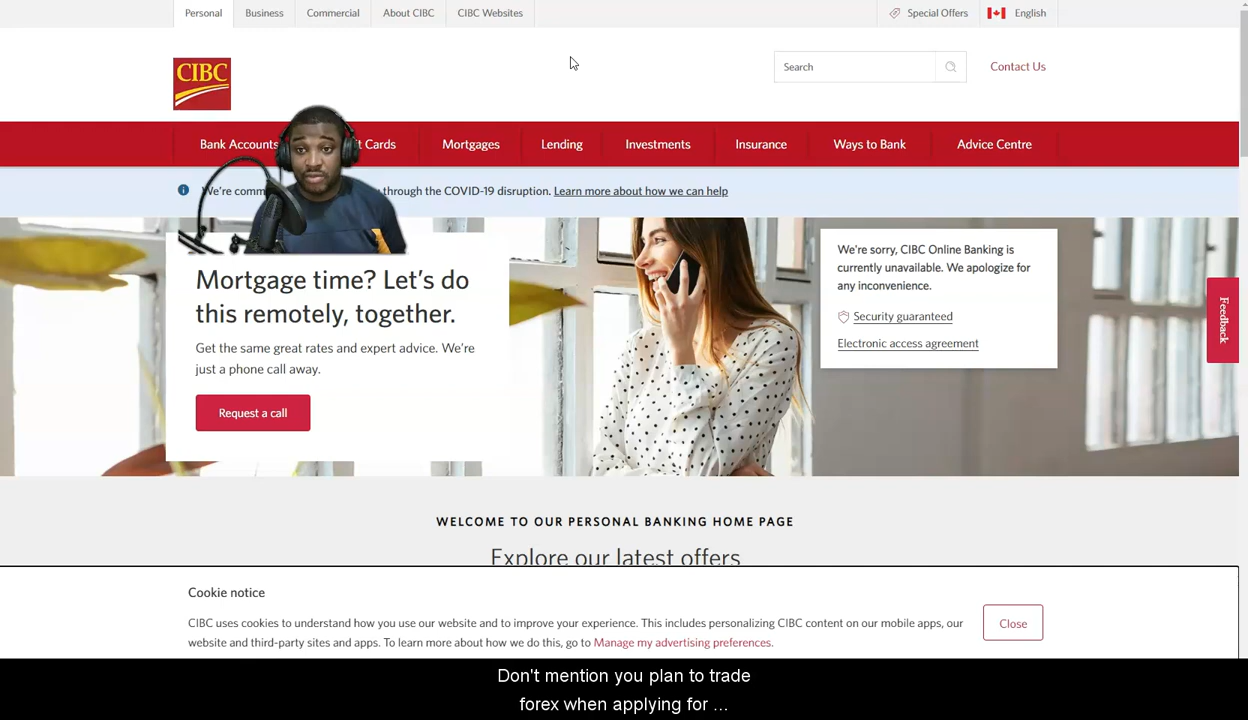 Personal
Business
Commercial
About CIBC
CIBC Websites
Special Offers
English
CIBC
Search
Contact Us
Bank Accounts
t Cards
Mortgages
Lending
Investments
Insurance
Ways to Bank
Advice Centre
We're comm through the COVID-19 disruption. Learn more about how we can help
Mortgage time? Let's do
this remotely, together.
Get the same great rates and expert advice. We're
just a phone call away.
Request a call
We're sorry, CIBC Online Banking is
currently unavailable. We apologize for
any inconvenience.
Security guaranteed
Electronic access agreement
Feedback
WELCOME TO OUR PERSONAL BANKING HOME PAGE
Explore our latest offers
Cookie notice
CIBC uses cookies to understand how you use our website and to improve your experience. This includes personalizing CIBC content on our mobile apps, our
website and third-party sites and apps. To learn more about how we do this, go to Manage my advertising preferences.
Close
Don't mention you plan to trade
forex when applying for ...